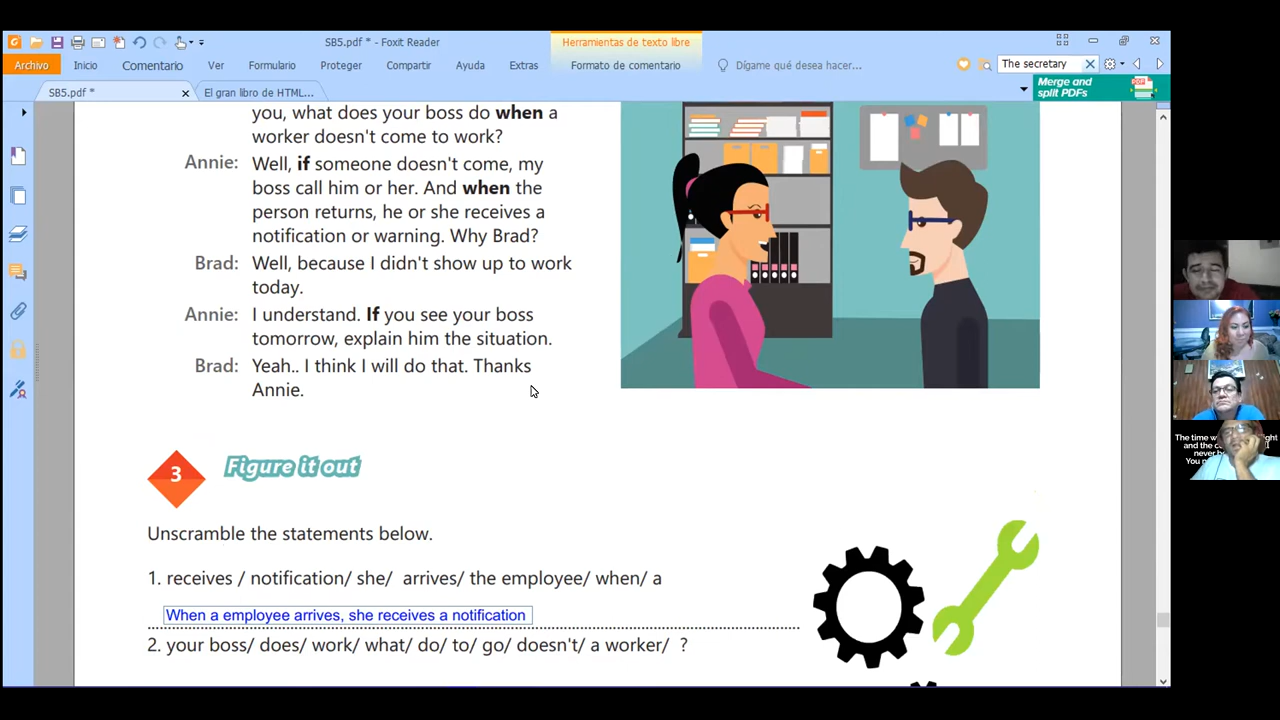 SB5.pdf * - Foxit Reader
Herramientas de texto libre
The secretary
Archivo
Inicio
Comentario
Ver
Formulario
Proteger
Compartir
Ayuda
Extras
Formato de comentario
Dígame qué desea hacer...
SB5.pdf *
El gran libro de HTML...
Merge and
split PDFs
you, what does your boss do when a
worker doesn't come to work?
Annie: Well, if someone doesn't come, my
boss call him or her. And when the
person returns, he or she receives a
notification or warning. Why Brad?
Brad: Well, because I didn't show up to work
today.
Annie: I understand. If you see your boss
tomorrow, explain him the situation.
Brad: Yeah.. I think I will do that. Thanks
Annie.
3 Figure it out
Unscramble the statements below.
1. receives / notification/ she/ arrives/ the employee/ when/ a
When a employee arrives, she receives a notification
2. your boss/ does/ work/ what/ do/ to/ go/ doesn't/ a worker/ ?
The time
and the
never